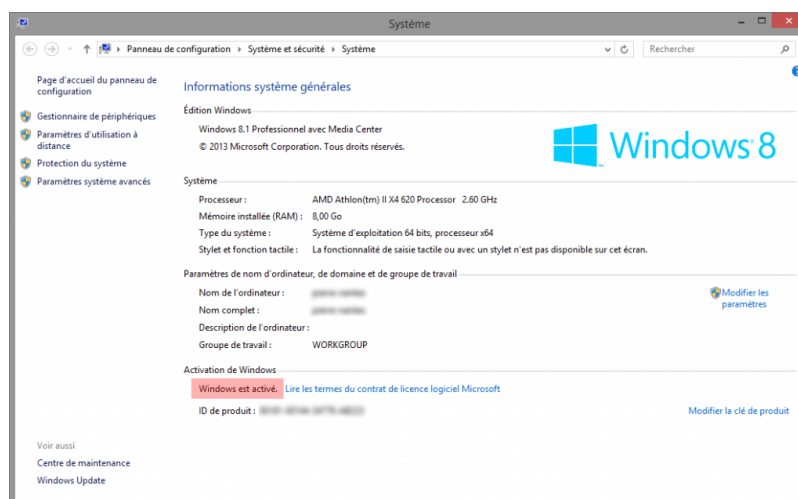 Système
Panneau de configuration Système et sécurité Système
Rechercher
Page d'accueil du panneau de
configuration
Gestionnaire de périphériques
Paramètres d'utilisation à
distance
Protection du système
Paramètres système avancés
Informations système générales
Édition Windows
Windows 8.1 Professionnel avec Media Center
© 2013 Microsoft Corporation. Tous droits réservés.
Windows 8
Système
Processeur : AMD Athlon(tm) II X4 620 Processor 2.60 GHz
Mémoire installée (RAM) : 8,00 Go
Type du système : Système d'exploitation 64 bits, processeur x64
Stylet et fonction tactile : La fonctionnalité de saisie tactile ou avec un stylet n'est pas disponible sur cet écran.
Paramètres de nom d'ordinateur, de domaine et de groupe de travail
Nom de l'ordinateur :
Modifier les
paramètres
Nom complet :
Description de l'ordinateur :
Groupe de travail : WORKGROUP
Activation de Windows
Windows est activé. Lire les termes du contrat de licence logiciel Microsoft
ID de produit :
Modifier la clé de produit
Voir aussi
Centre de maintenance
Windows Update